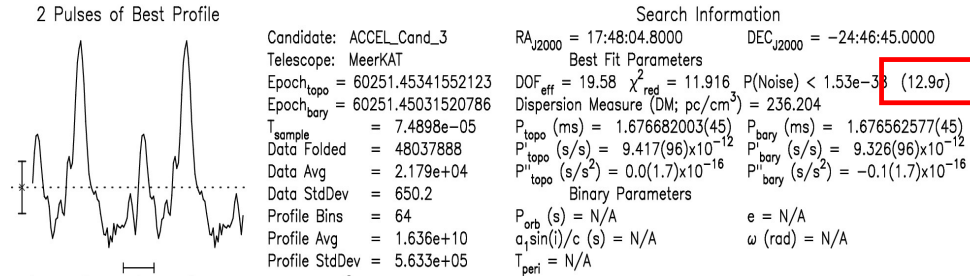 2 Pulses of Best Profile
Search Information
Candidate: ACCEL_Cand_3
Telescope: MeerKAT
Epoch_topo = 60251.45341552123
Epoch_bary = 60251.45031520786
T_sample = 7.4898e-05
Data Folded = 48037888
Data Avg = 2.179e+04
Data StdDev = 650.2
Profile Bins = 64
Profile Avg = 1.636e+10
Profile StdDev = 5.633e+05
RA_J2000 = 17:48:04.8000 DEC_J2000 = -24:46:45.0000
Best Fit Parameters
DOF_eff = 19.58 χ²_red = 11.916 P(Noise) < 1.53e-38 (12.9σ)
Dispersion Measure (DM; pc/cm³) = 236.204
P_topo (ms) = 1.676682003(45) P_bary (ms) = 1.676562577(45)
P'_topo (s/s) = 9.417(96)x10⁻¹² P'_bary (s/s) = 9.326(96)x10⁻¹²
P''_topo (s/s²) = 0.0(1.7)x10⁻¹⁶ P''_bary (s/s²) = -0.1(1.7)x10⁻¹⁶
Binary Parameters
P_orb (s) = N/A e = N/A
a₁sin(i)/c (s) = N/A ω (rad) = N/A
T_peri = N/A